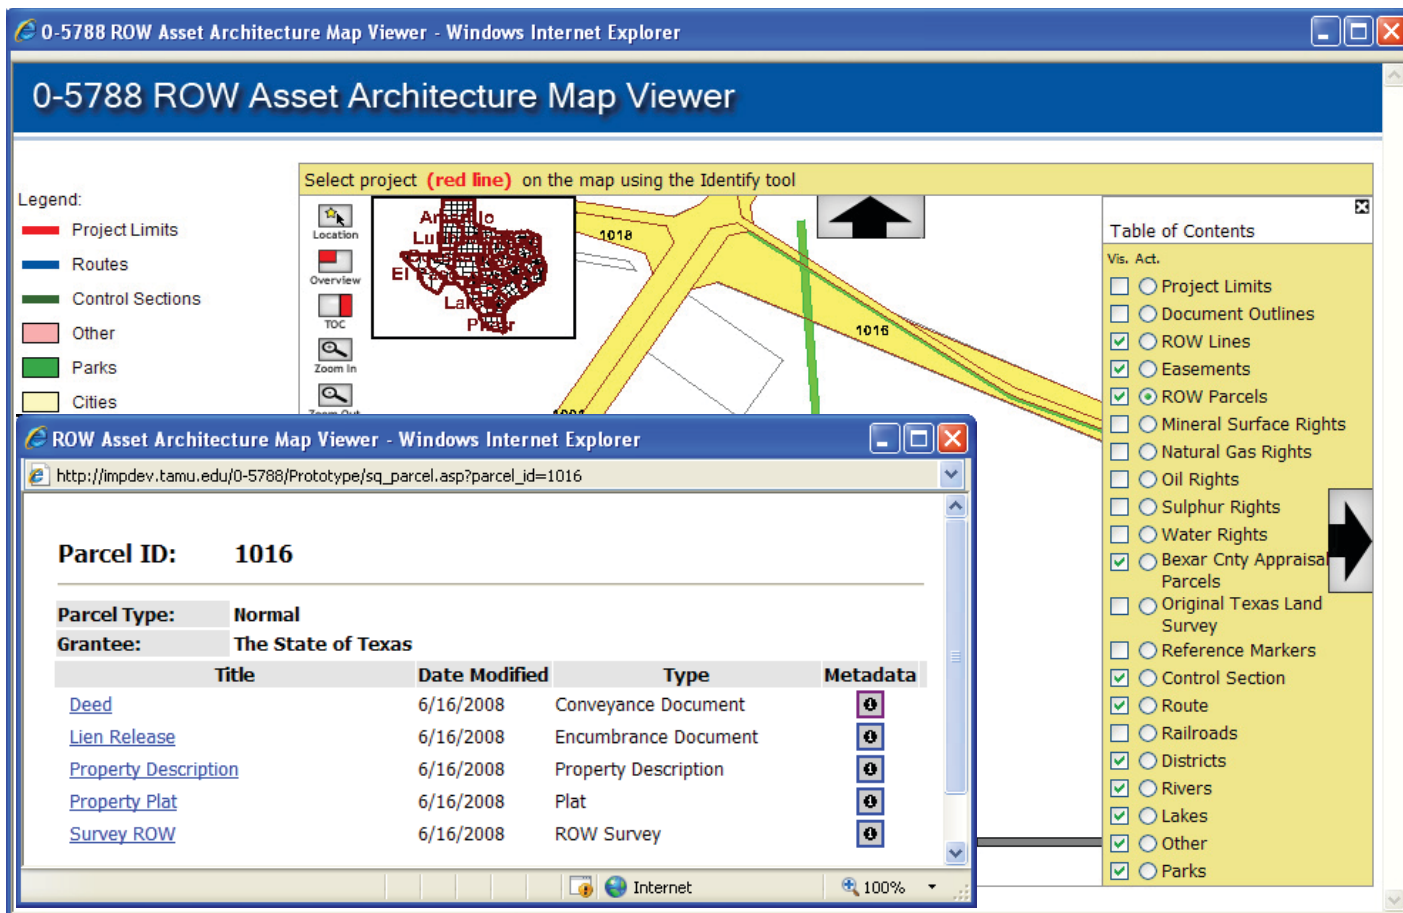 0-5788 ROW Asset Architecture Map Viewer - Windows Internet Explorer
0-5788 ROW Asset Architecture Map Viewer
Select project (red line) on the map using the Identify tool
Legend:
Project Limits
Routes
Control Sections
Other
Parks
Cities
Location
Overview
TOC
Zoom In
Zoom Out
Amarillo
El Paso
Pharr
1018
1016
Table of Contents
Vis. Act.
Project Limits
Document Outlines
ROW Lines
Easements
ROW Parcels
Mineral Surface Rights
Natural Gas Rights
Oil Rights
Sulphur Rights
Water Rights
Bexar Cnty Appraisal
Parcels
Original Texas Land
Survey
Reference Markers
Control Section
Route
Railroads
Districts
Rivers
Lakes
Other
Parks
ROW Asset Architecture Map Viewer - Windows Internet Explorer
http://impdev.tamu.edu/0-5788/Prototype/sq_parcel.asp?parcel_id=1016
Parcel ID: 1016
Parcel Type: Normal
Grantee: The State of Texas
Title Date Modified Type Metadata
Deed 6/16/2008 Conveyance Document
Lien Release 6/16/2008 Encumbrance Document
Property Description 6/16/2008 Property Description
Property Plat 6/16/2008 Plat
Survey ROW 6/16/2008 ROW Survey
Internet 100%